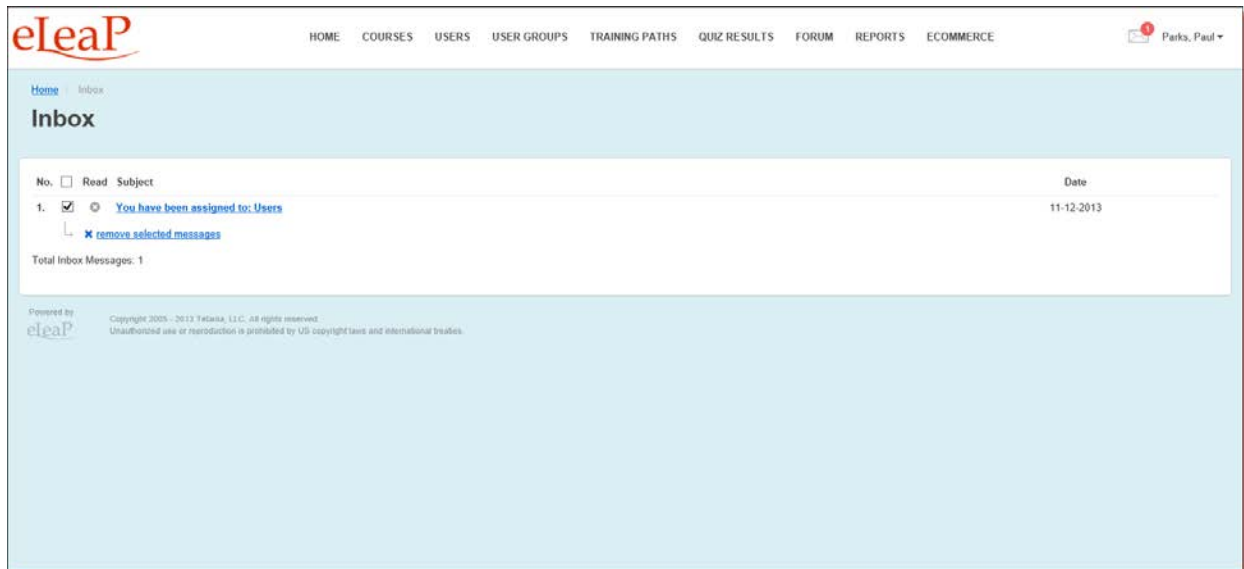 eLeaP
HOME COURSES USERS USER GROUPS TRAINING PATHS QUIZ RESULTS FORUM REPORTS ECOMMERCE 1 Parks, Paul
Home Inbox
Inbox
No. Read Subject Date
1. You have been assigned to: Users 11-12-2013
remove selected messages
Total Inbox Messages: 1
Powered by
eLeaP
Copyright 2005 - 2013 Telania, LLC. All rights reserved.
Unauthorized use or reproduction is prohibited by US copyright laws and international treaties.